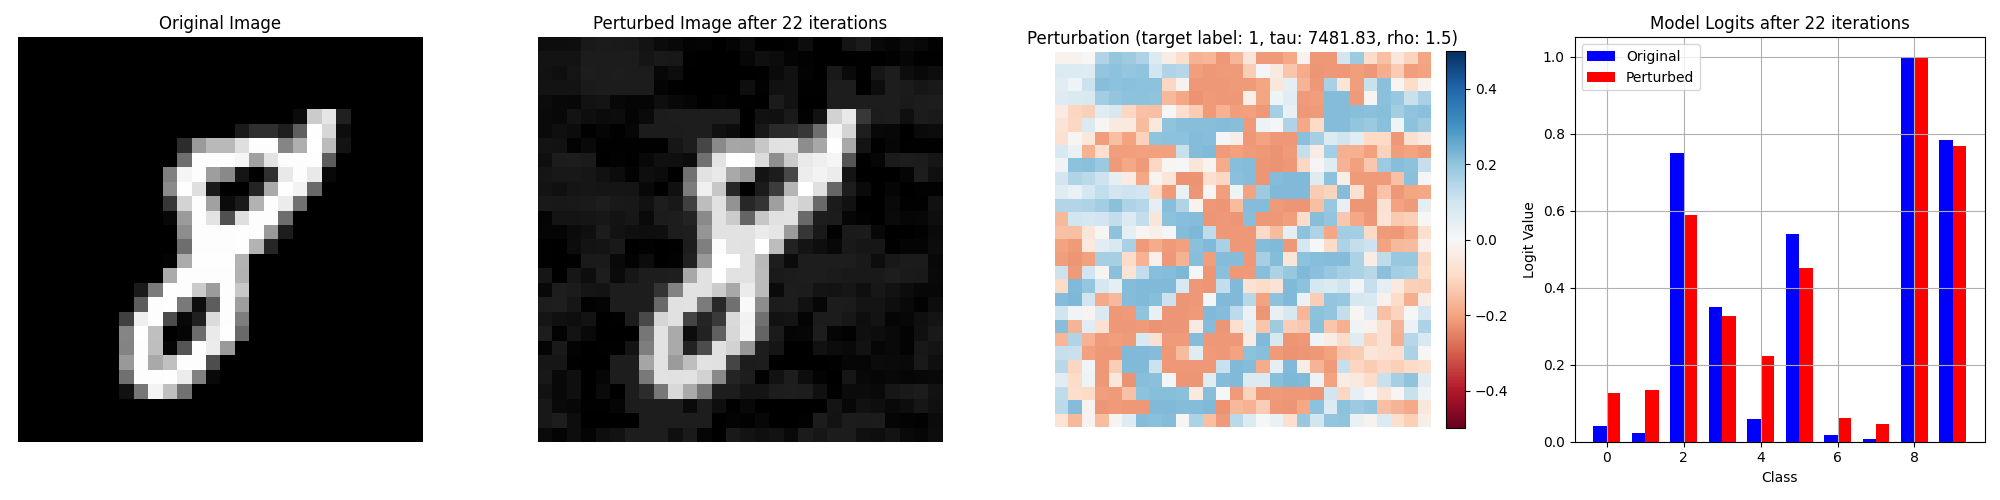 Original Image
Perturbed Image after 22 iterations
Perturbation (target label: 1, tau: 7481.83, rho: 1.5)
0.4
0.2
0.0
−0.2
−0.4
Model Logits after 22 iterations
Original
Perturbed
Logit Value
1.0
0.8
0.6
0.4
0.2
0.0
0 2 4 6 8
Class